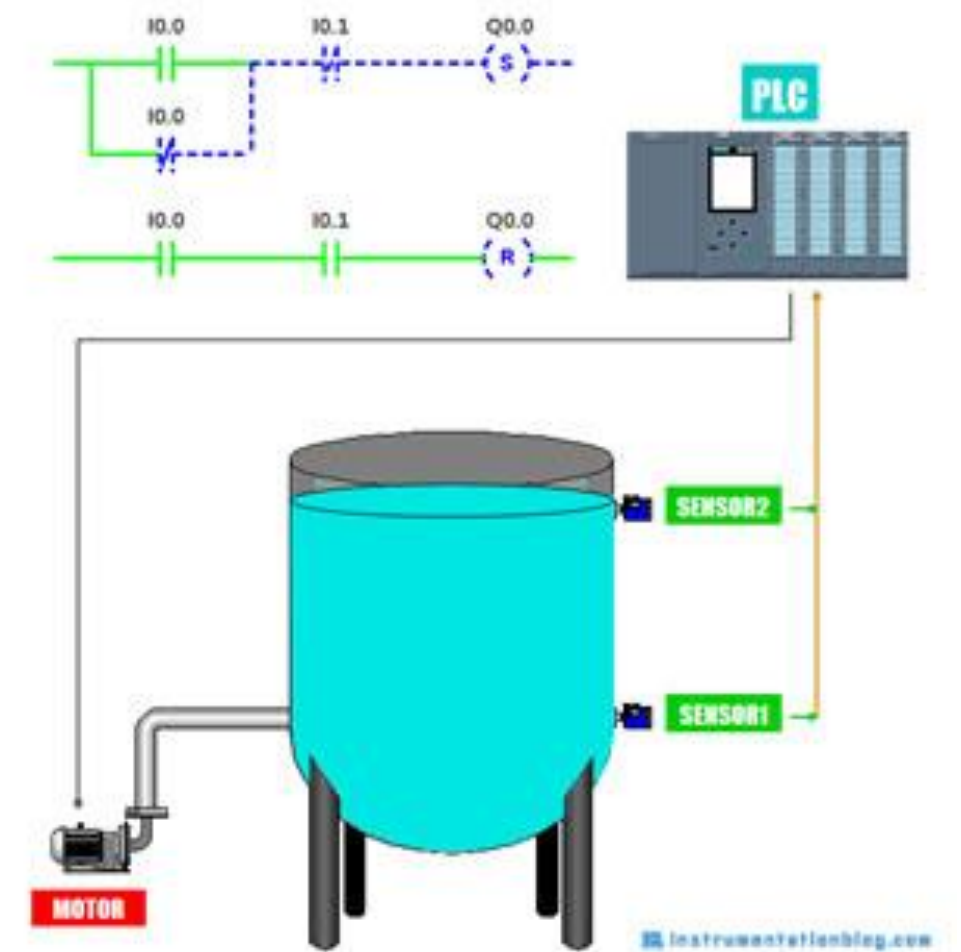 I0.0 I0.1 Q0.0
S
I0.0
PLC
I0.0 I0.1 Q0.0
R
SENSOR2
SENSOR1
MOTOR
instrumentationblog.com